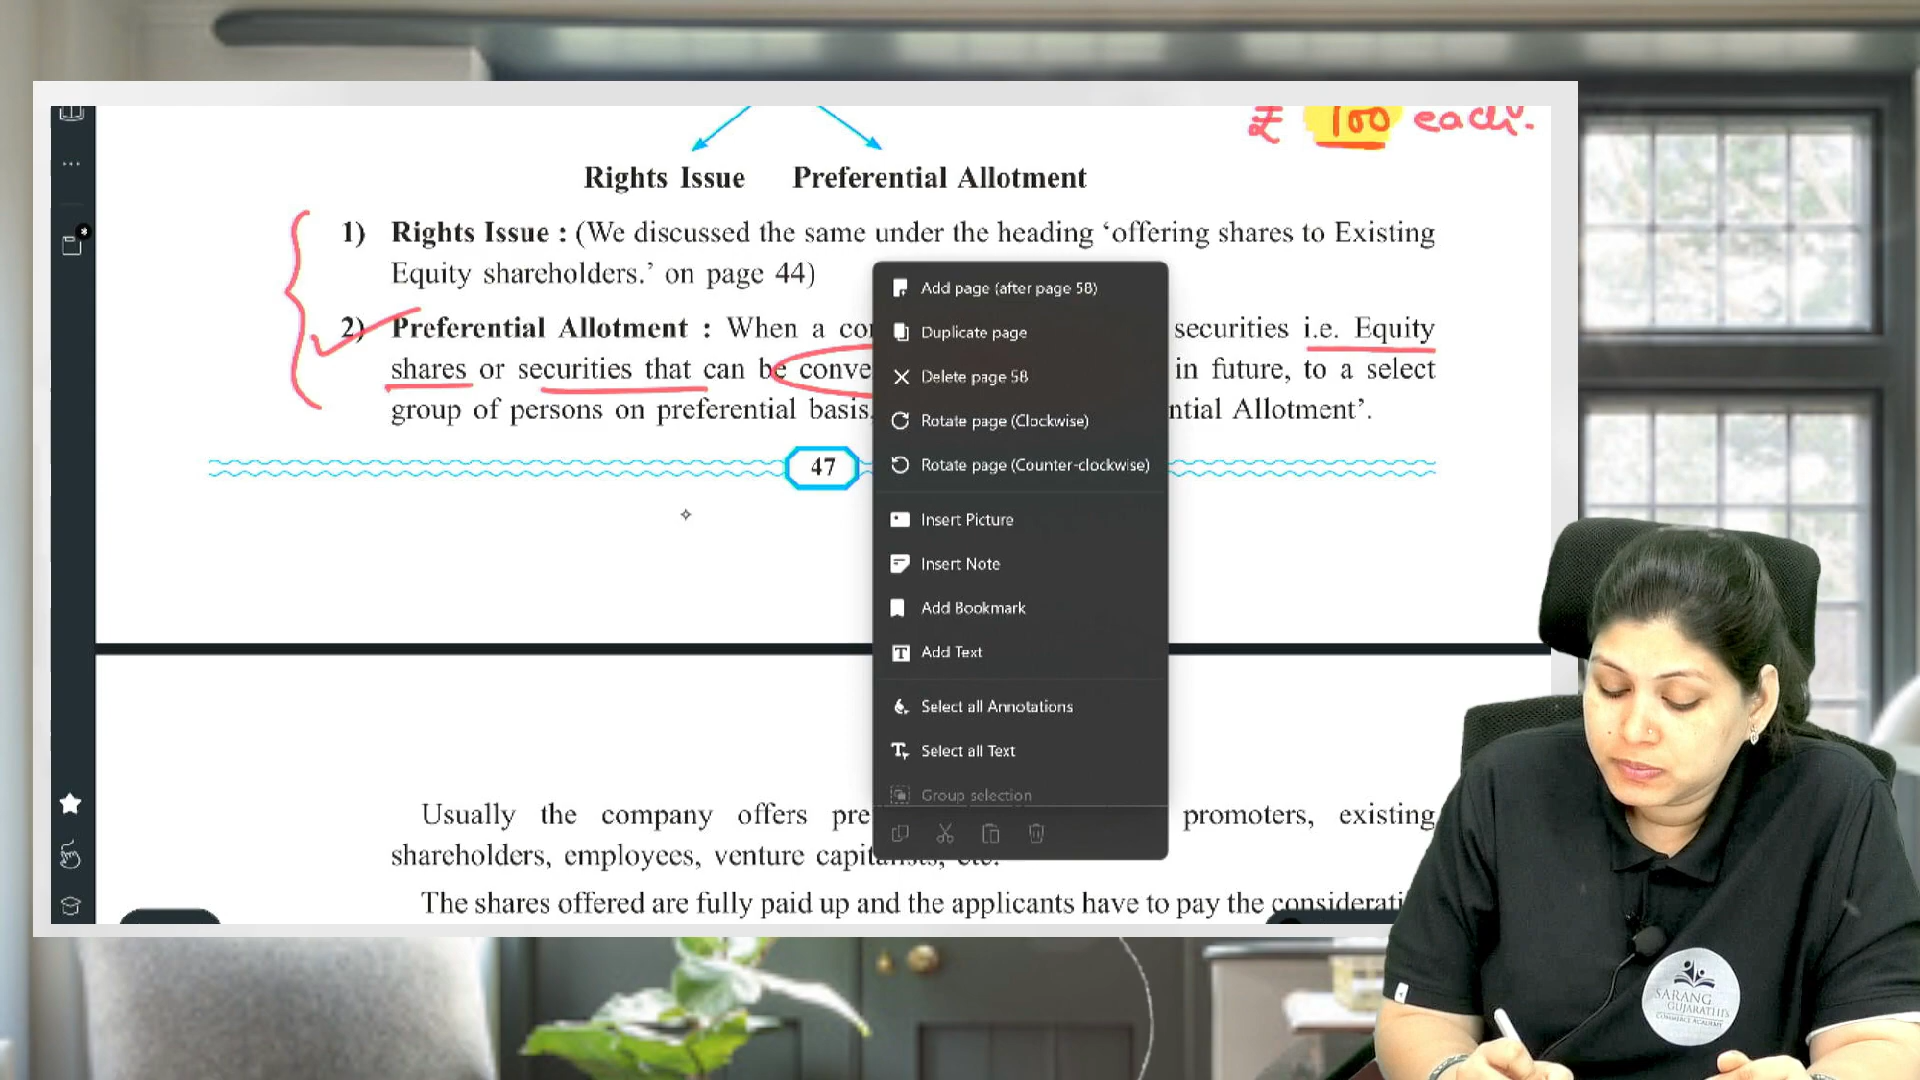 ₹ 100 each.
Rights Issue Preferential Allotment
1) Rights Issue : (We discussed the same under the heading ‘offering shares to Existing
Equity shareholders.’ on page 44)
2) Preferential Allotment : When a securities i.e. Equity
shares or securities that can be in future, to a select
group of persons on preferential basis, Allotment’.
47
Add page (after page 58)
Duplicate page
Delete page 58
Rotate page (Clockwise)
Rotate page (Counter-clockwise)
Insert Picture
Insert Note
Add Bookmark
Add Text
Select all Annotations
Select all Text
Group selection
Usually the company offers promoters, existing
shareholders, employees, venture capitalists, etc.
The shares offered are fully paid up and the applicants have to pay the
SARANG
GUJARATHI'S
COMMERCE ACADEMY